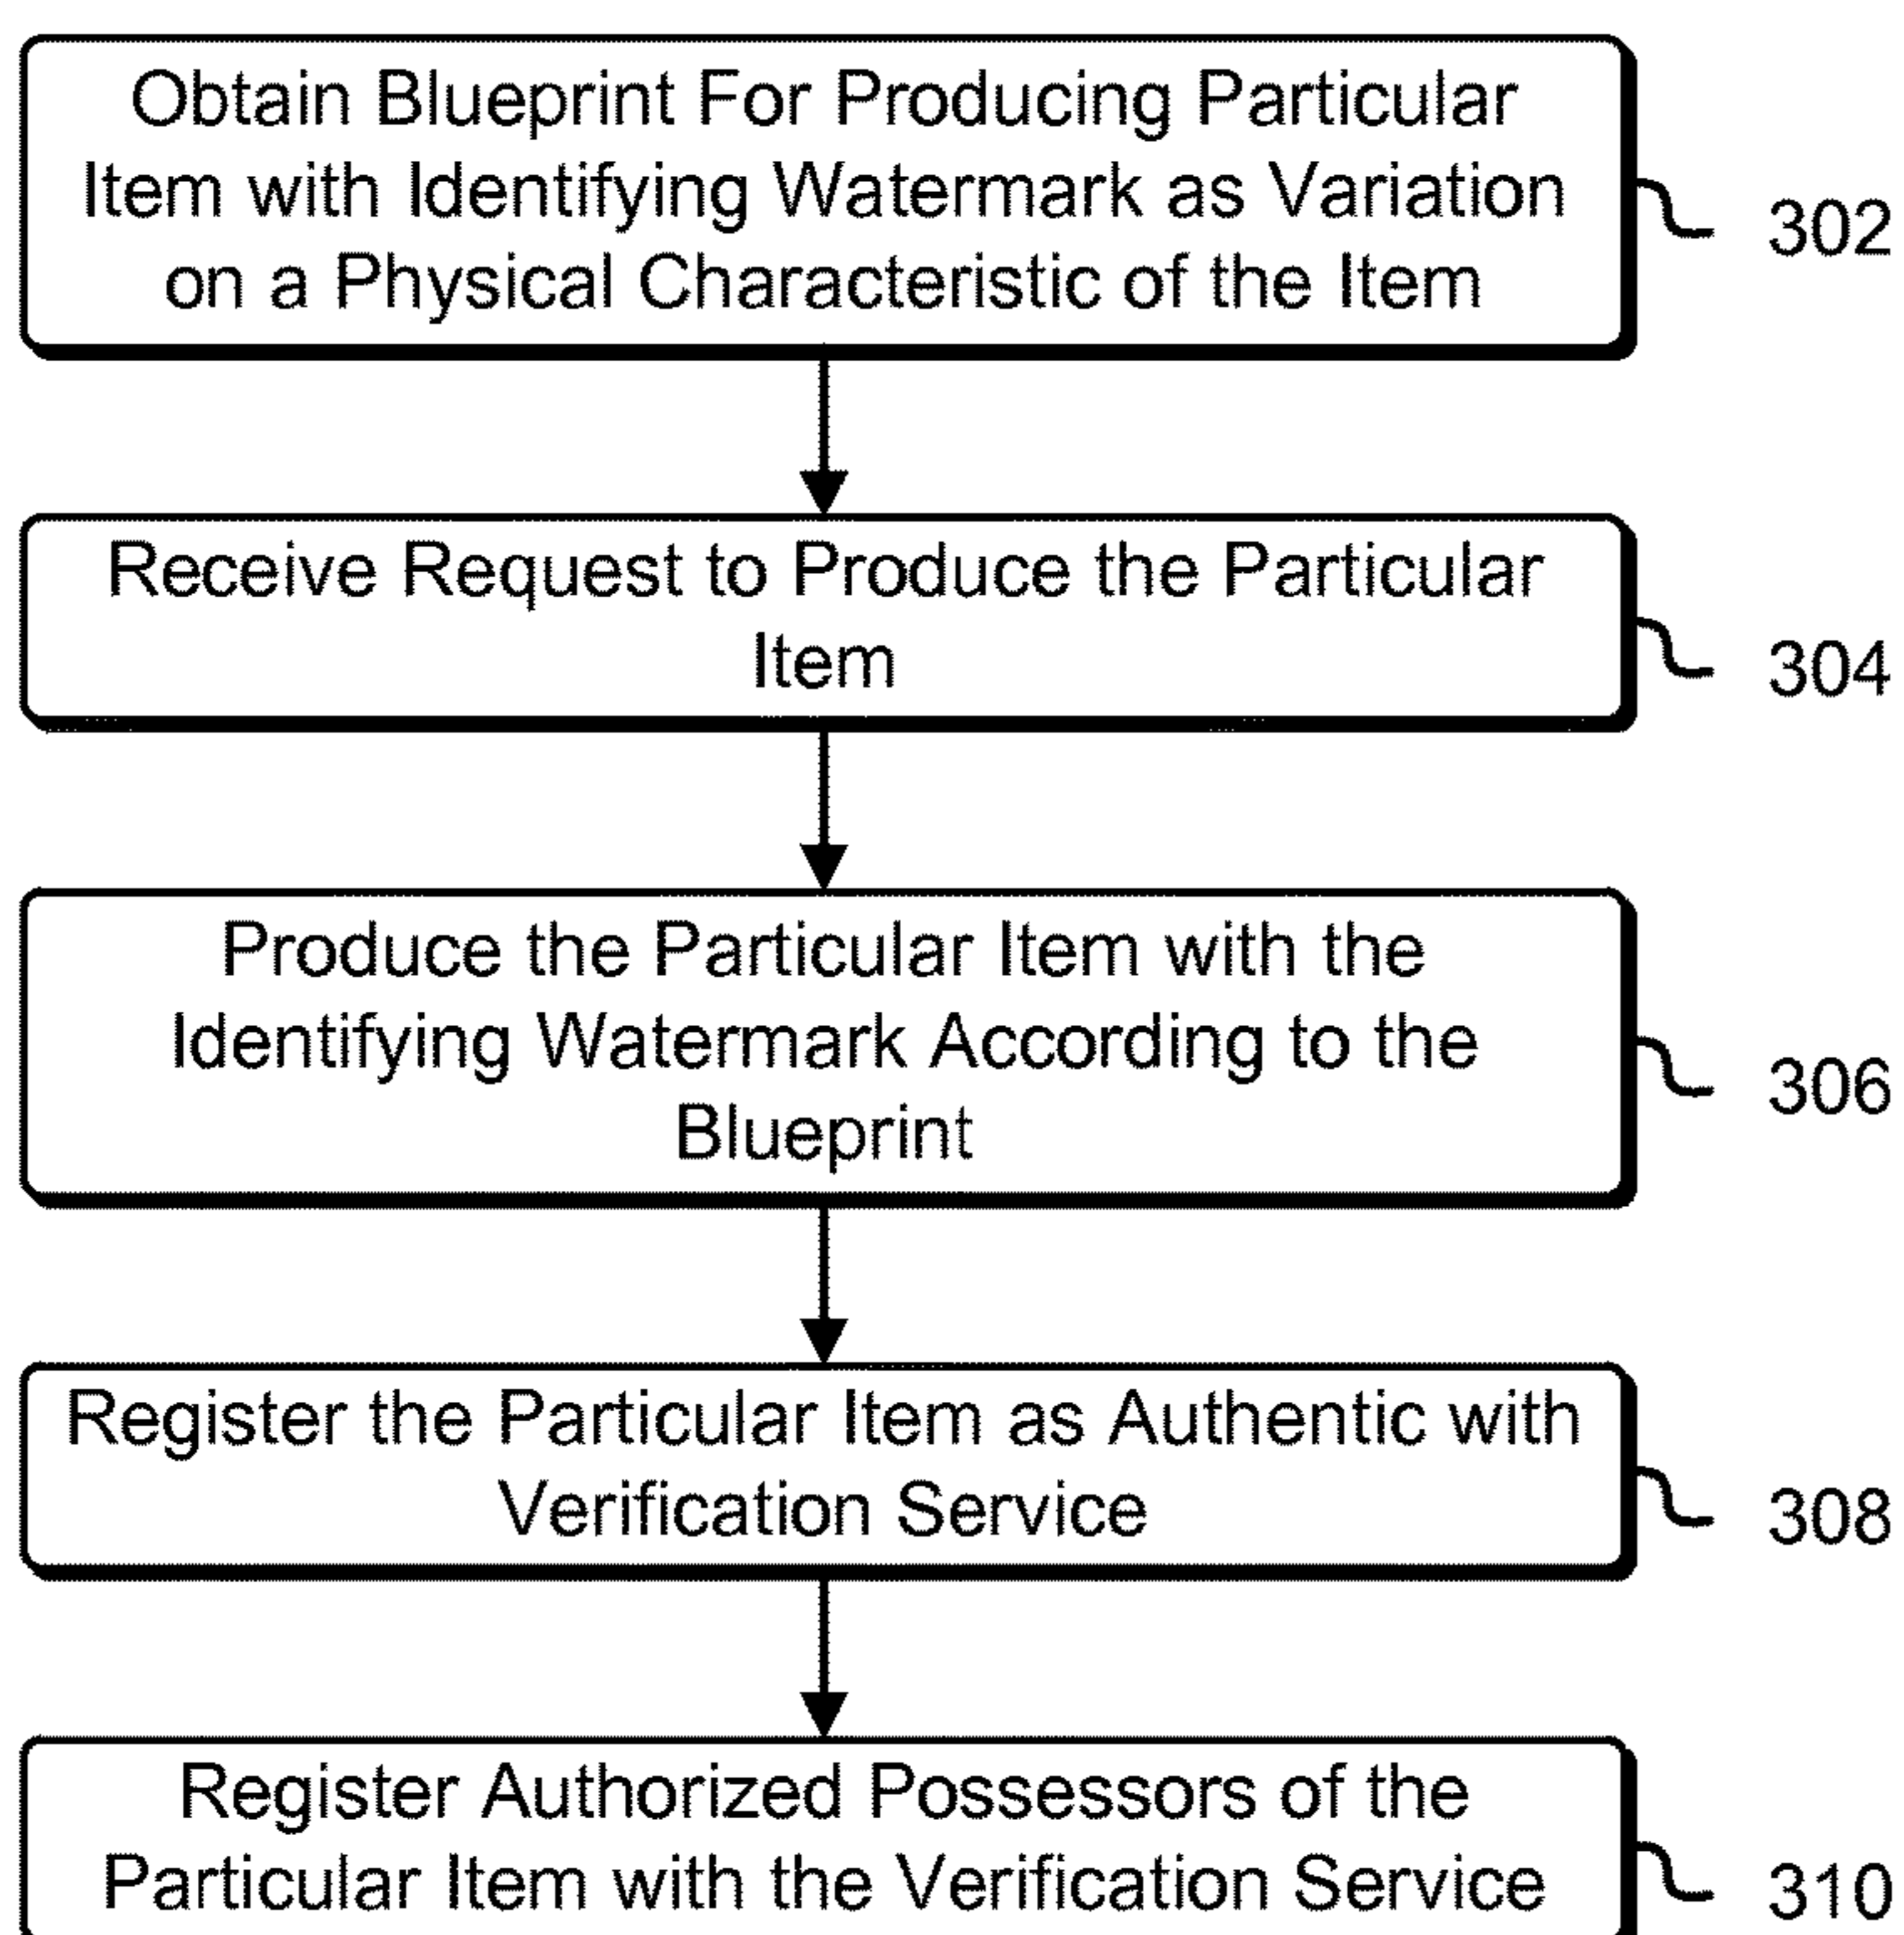 Obtain Blueprint For Producing Particular
Item with Identifying Watermark as Variation
on a Physical Characteristic of the Item
302
Receive Request to Produce the Particular
Item
304
Produce the Particular Item with the
Identifying Watermark According to the
Blueprint
306
Register the Particular Item as Authentic with
Verification Service
308
Register Authorized Possessors of the
Particular Item with the Verification Service
310